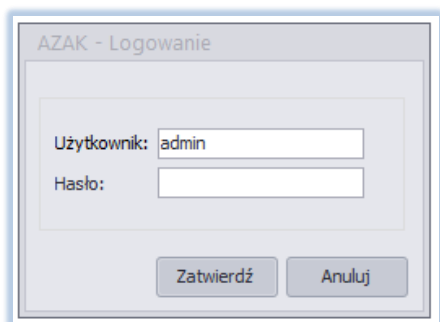 AZAK - Logowanie
Użytkownik: admin
Hasło:
Zatwierdź Anuluj